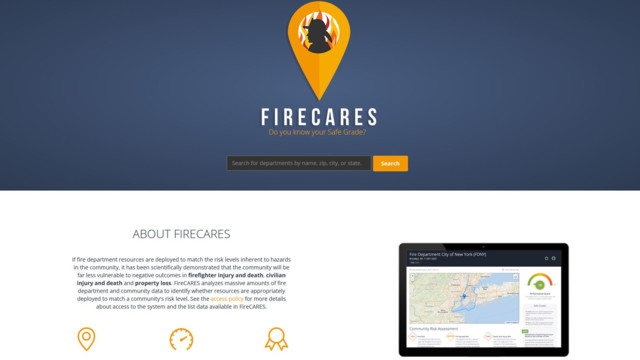 FIRECARES
Do you know your Safe Grade?
Search for departments by name, zip, city, or state
Search
ABOUT FIRECARES
If fire department resources are deployed to match the risk levels inherent to hazards
in the community, it has been scientifically demonstrated that the community will be
far less vulnerable to negative outcomes in firefighter injury and death, civilian
injury and death and property loss. FireCARES analyzes massive amounts of fire
department and community data to identify whether resources are appropriately
deployed to match a community's risk level. See the access policy for more details
about access to the system and the list data available in FireCARES.
Fire Department City of New York (FDNY)
Community Risk Assessment